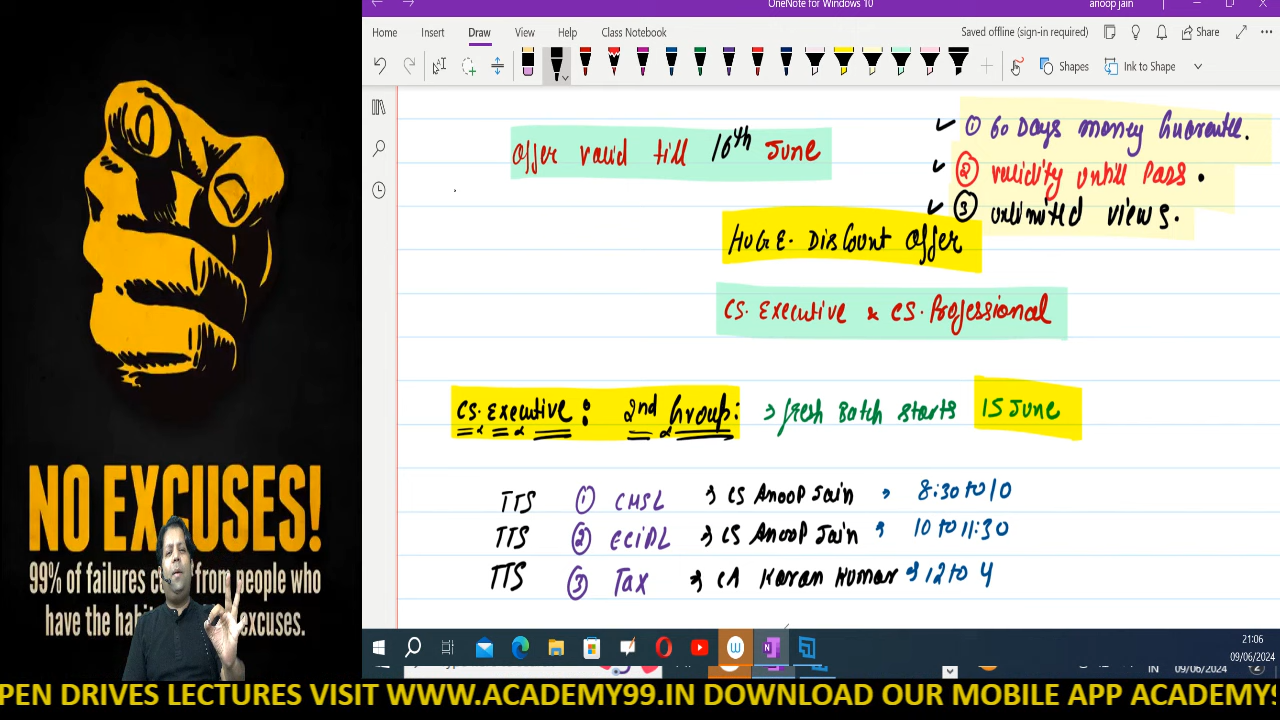 OneNote for Windows 10
anoop jain
Home Insert Draw View Help Class Notebook
Saved offline (sign-in required)
Share
Shapes
Ink to Shape
① 60 Days money Guarantee.
Offer valid till 16th June
② validity untill Pass.
③ unlimited views.
HUGE. Discount Offer
CS. Executive & CS. Professional
CS. Executive: 2nd Group: → fresh Batch starts 15 June
TTS ① CMSL → CS Anoop Jain → 8:30 to 10
TTS ② ECIPL → CS Anoop Jain → 10 to 11:30
TTS ③ Tax → CA Karan Kumar → 12 to 4
NO EXCUSES!
99% of failures from people who
have the excuses.
21:06
09/06/2024
IN
09/06/2024
PEN DRIVES LECTURES VISIT WWW.ACADEMY99.IN DOWNLOAD OUR MOBILE APP ACADEMY9